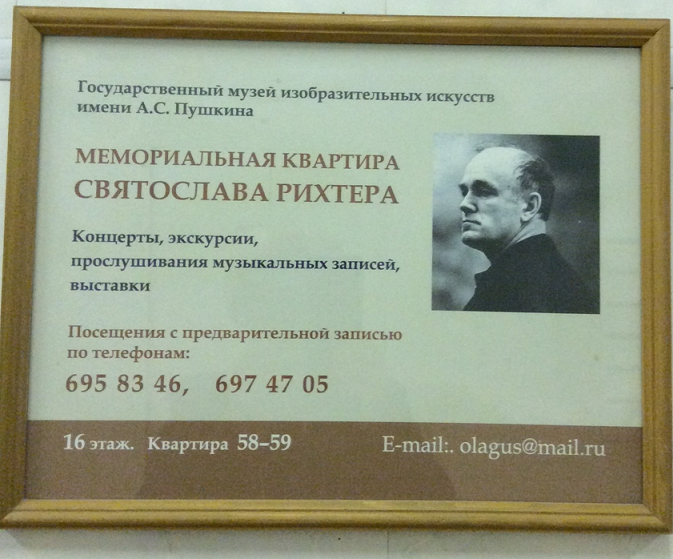 Государственный музей изобразительных искусств
имени А.С. Пушкина
МЕМОРИАЛЬНАЯ КВАРТИРА
СВЯТОСЛАВА РИХТЕРА
Концерты, экскурсии,
прослушивания музыкальных записей,
выставки
Посещения с предварительной записью
по телефонам:
695 83 46, 697 47 05
16 этаж. Квартира 58–59
E-mail:. olagus@mail.ru